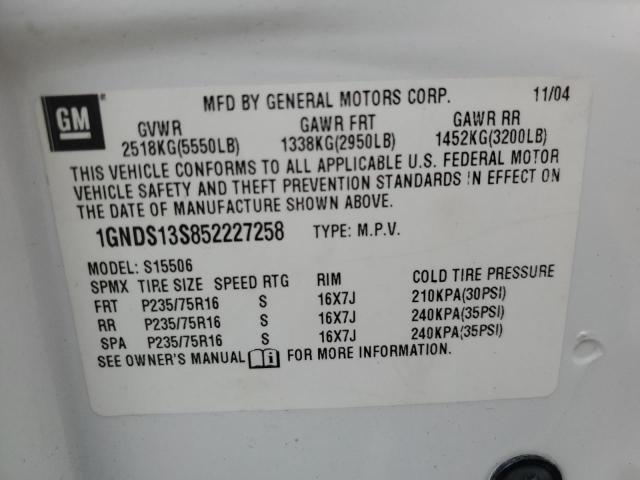 GM ®
MFD BY GENERAL MOTORS CORP. 11/04
GVWR GAWR FRT GAWR RR
2518KG(5550LB) 1338KG(2950LB) 1452KG(3200LB)
THIS VEHICLE CONFORMS TO ALL APPLICABLE U.S. FEDERAL MOTOR
VEHICLE SAFETY AND THEFT PREVENTION STANDARDS IN EFFECT ON
THE DATE OF MANUFACTURE SHOWN ABOVE.
1GNDS13S852227258 TYPE: M.P.V.
MODEL: S15506
SPMX TIRE SIZE SPEED RTG RIM COLD TIRE PRESSURE
FRT P235/75R16 S 16X7J 210KPA(30PSI)
RR P235/75R16 S 16X7J 240KPA(35PSI)
SPA P235/75R16 S 16X7J 240KPA(35PSI)
SEE OWNER'S MANUAL FOR MORE INFORMATION.